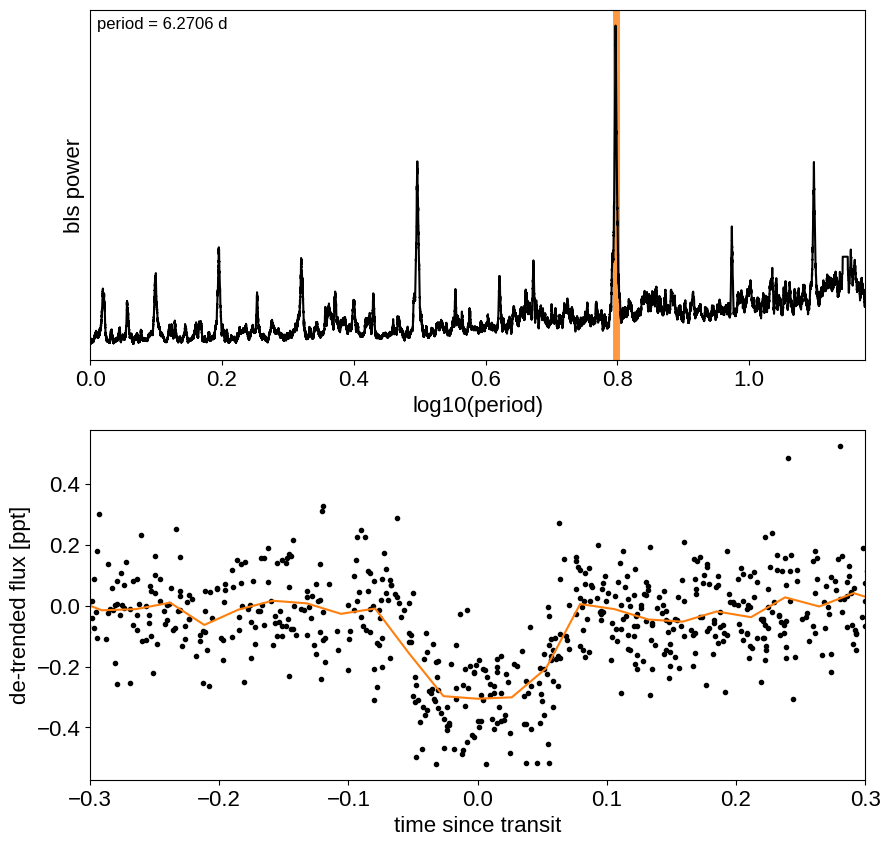 period = 6.2706 d
bls power
0.0 0.2 0.4 0.6 0.8 1.0
log10(period)
de-trended flux [ppt]
0.4
0.2
0.0
−0.2
−0.4
−0.3 −0.2 −0.1 0.0 0.1 0.2 0.3
time since transit